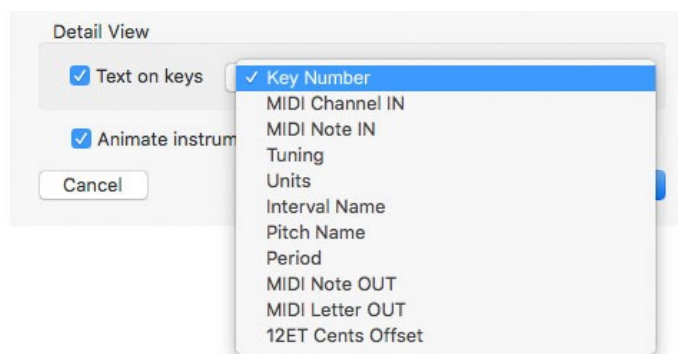 Detail View
Text on keys
Key Number
MIDI Channel IN
MIDI Note IN
Animate instrum
Tuning
Units
Cancel
Interval Name
Pitch Name
Period
MIDI Note OUT
MIDI Letter OUT
12ET Cents Offset